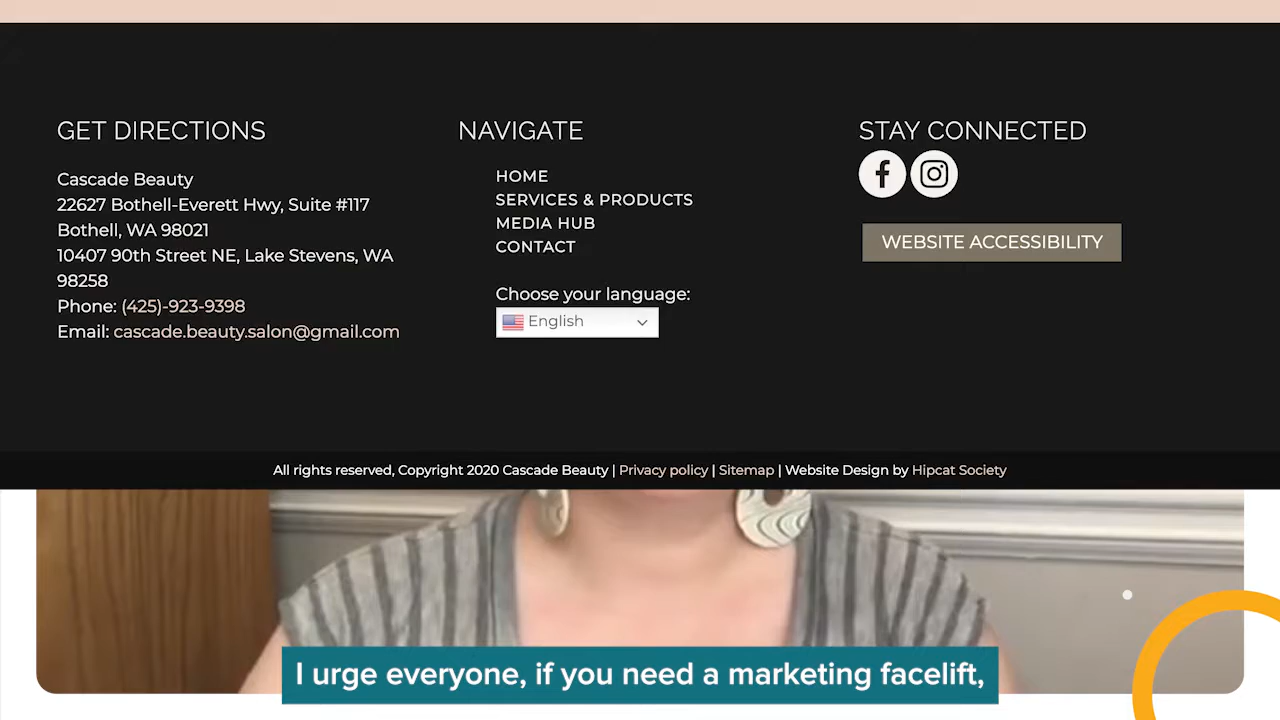 GET DIRECTIONS
Cascade Beauty
22627 Bothell-Everett Hwy, Suite #117
Bothell, WA 98021
10407 90th Street NE, Lake Stevens, WA
98258
Phone: (425)-923-9398
Email: cascade.beauty.salon@gmail.com
NAVIGATE
HOME
SERVICES & PRODUCTS
MEDIA HUB
CONTACT
Choose your language:
English
STAY CONNECTED
WEBSITE ACCESSIBILITY
All rights reserved, Copyright 2020 Cascade Beauty | Privacy policy | Sitemap | Website Design by Hipcat Society
I urge everyone, if you need a marketing facelift,